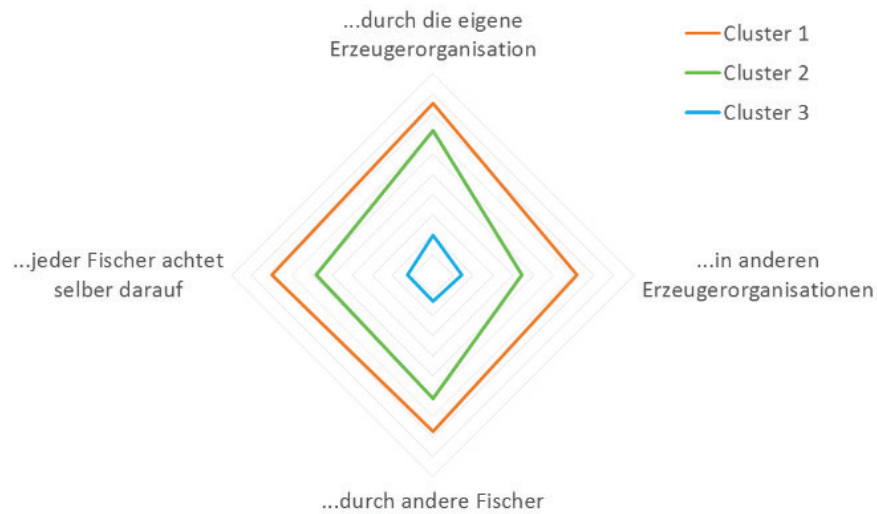 ...durch die eigene
Erzeugerorganisation
Cluster 1
Cluster 2
Cluster 3
...jeder Fischer achtet
selber darauf
...in anderen
Erzeugerorganisationen
...durch andere Fischer